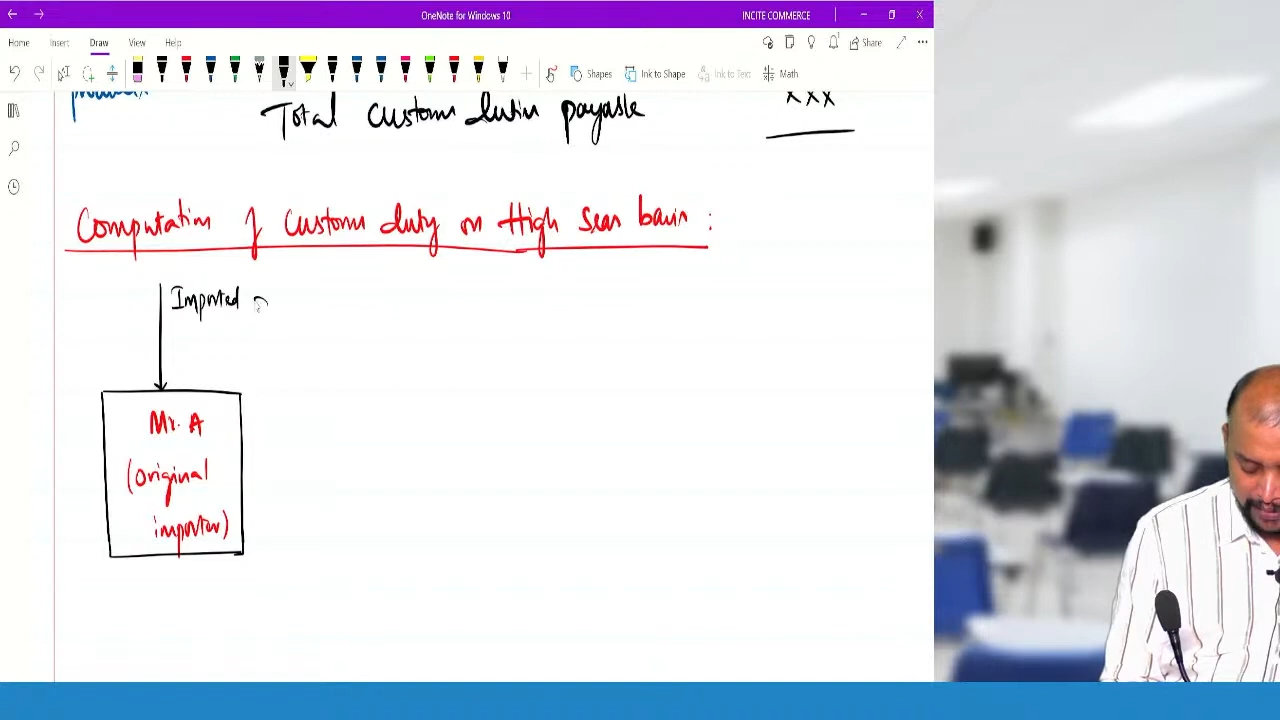 OneNote for Windows 10
INCITE COMMERCE
Home Insert Draw View Help
Share
Shapes Ink to Shape Ink to Text Math
Total custom duties payable xxx
Computation of custom duty on High Seas basis :
Imported
Mr. A
(original
importer)